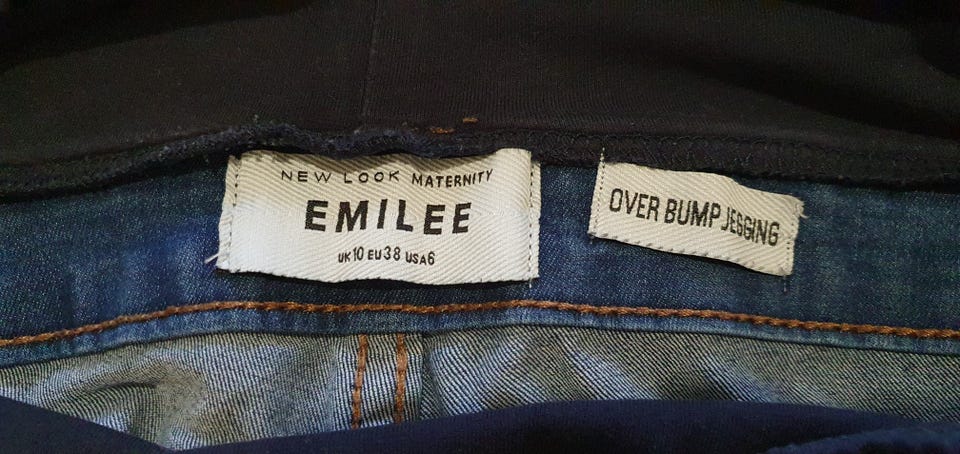 NEW LOOK MATERNITY
EMILEE
UK10 EU38 USA6
OVER BUMP JEGGING